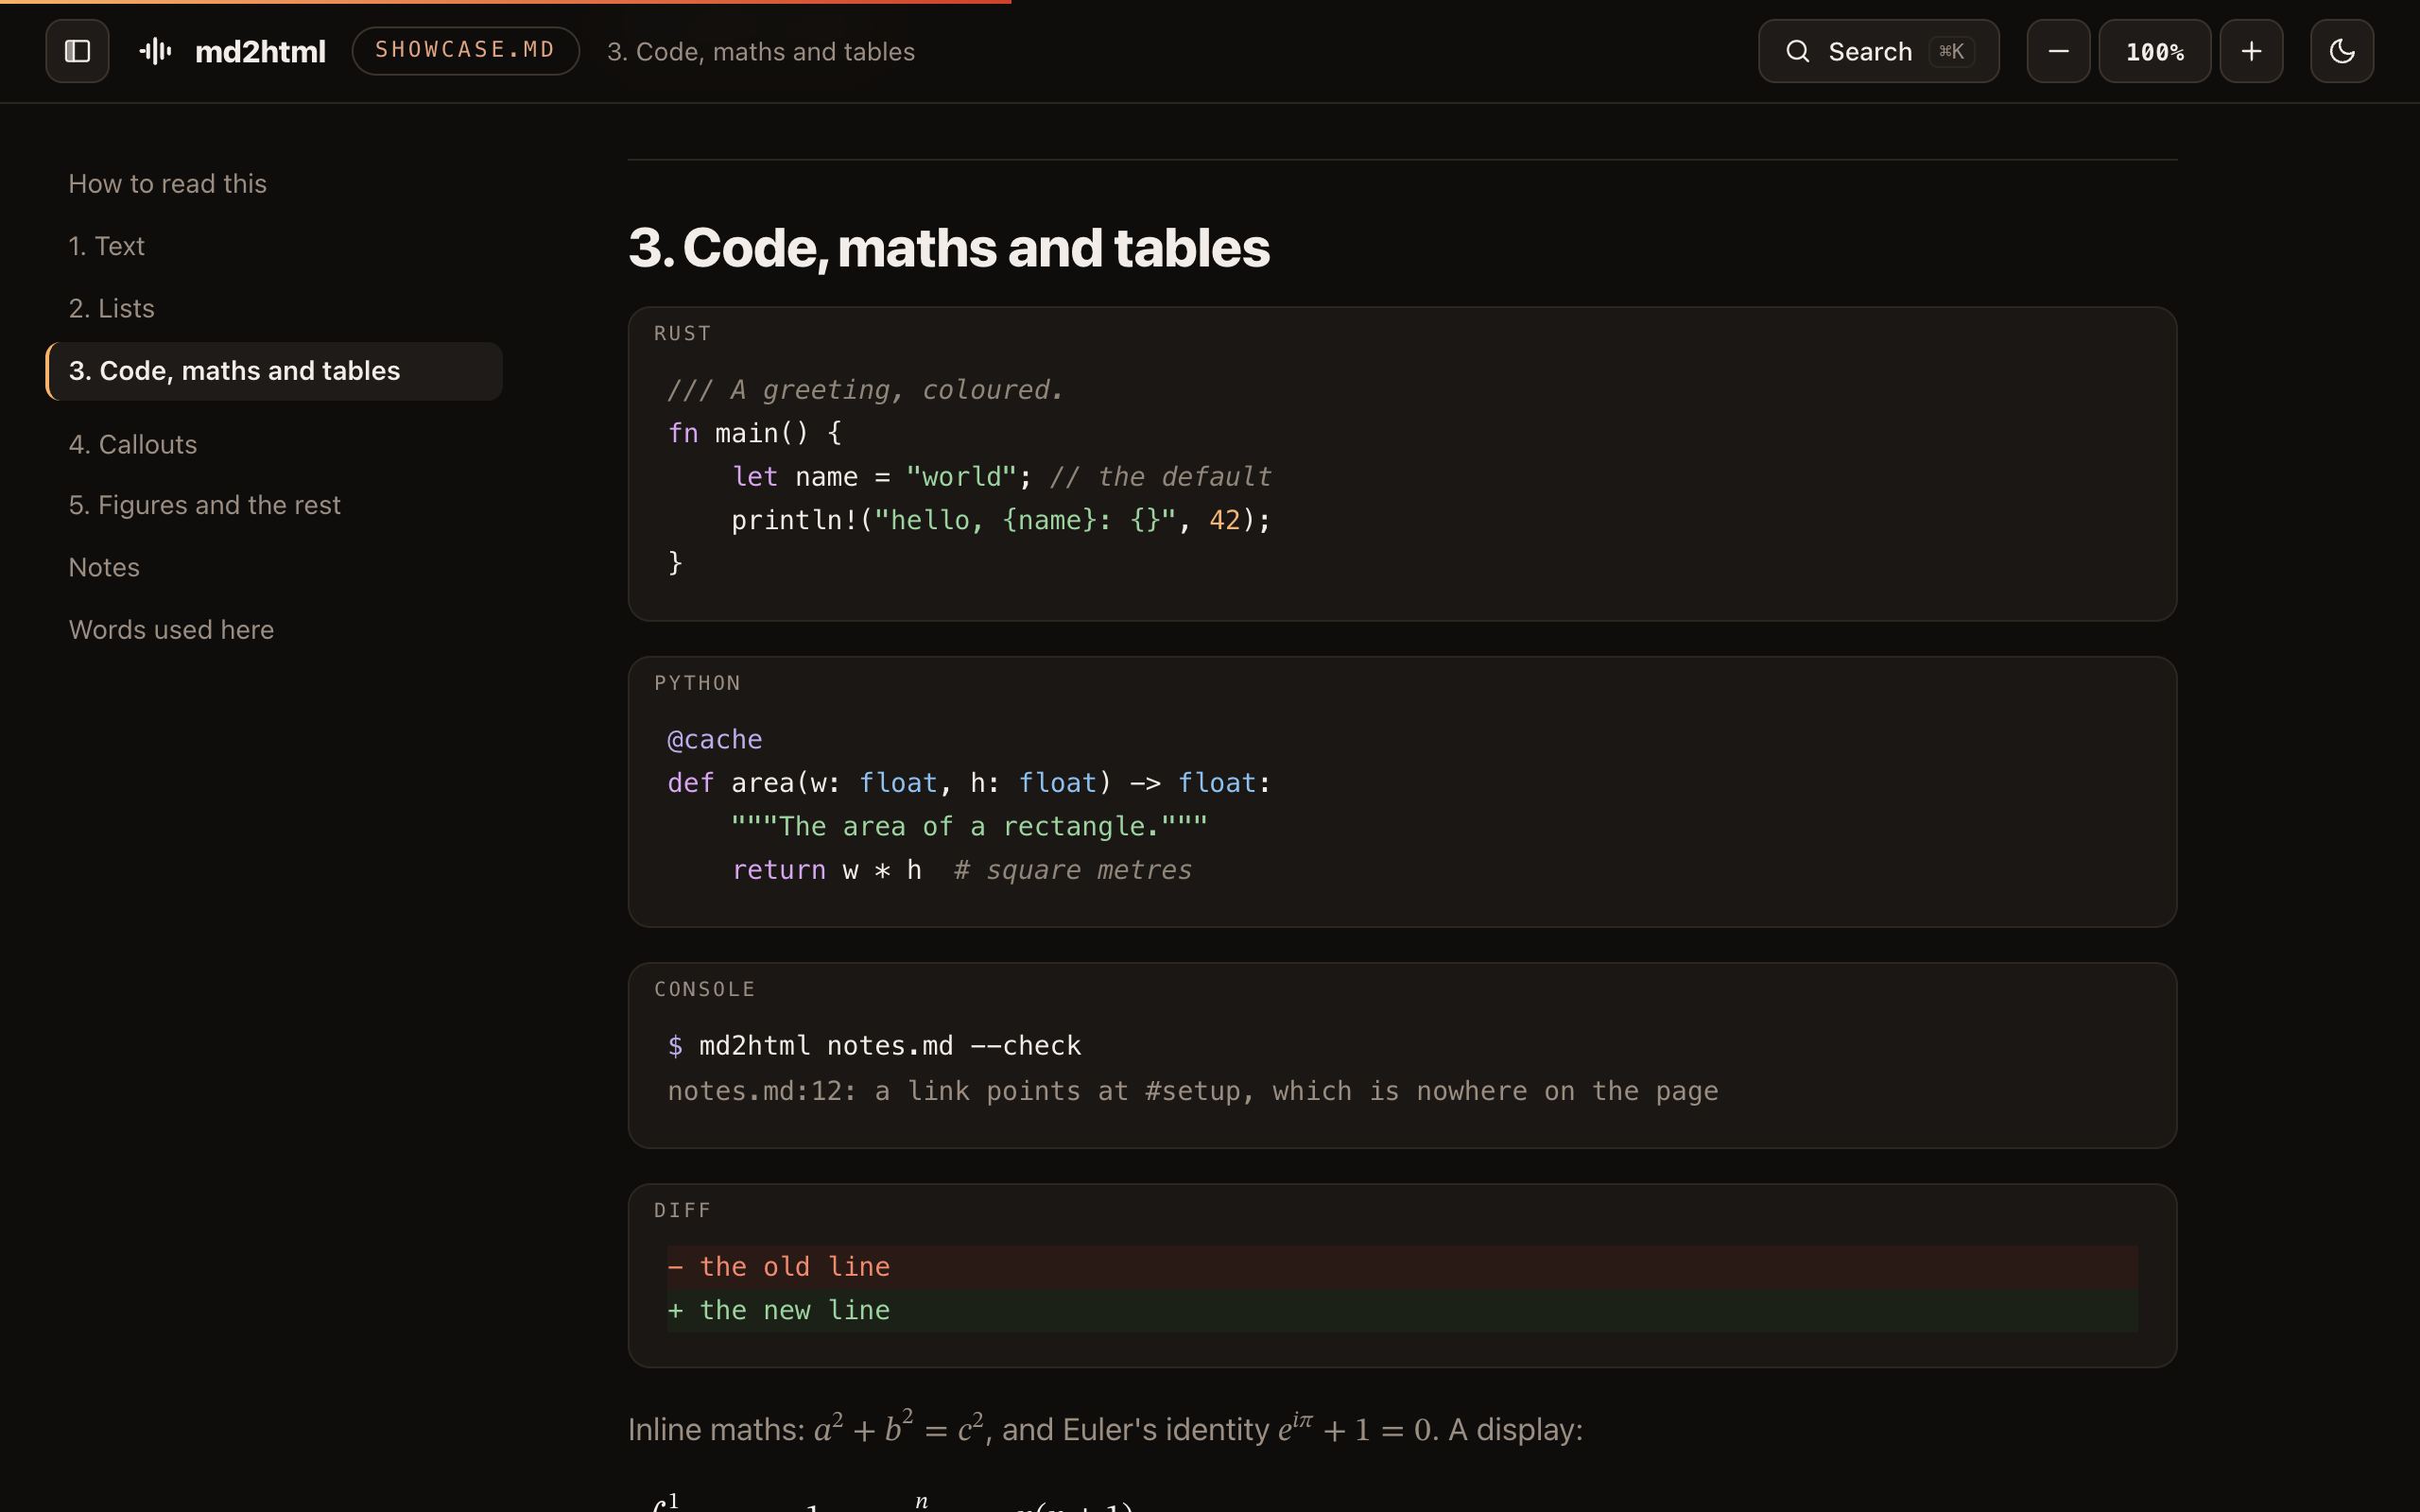 md2html SHOWCASE.MD 3. Code, maths and tables Search ⌘K − 100% +
How to read this
1. Text
2. Lists
3. Code, maths and tables
4. Callouts
5. Figures and the rest
Notes
Words used here
3. Code, maths and tables
RUST
/// A greeting, coloured.
fn main() {
    let name = "world"; // the default
    println!("hello, {name}: {}", 42);
}
PYTHON
@cache
def area(w: float, h: float) -> float:
    """The area of a rectangle."""
    return w * h  # square metres
CONSOLE
$ md2html notes.md --check
notes.md:12: a link points at #setup, which is nowhere on the page
DIFF
- the old line
+ the new line
Inline maths: a² + b² = c², and Euler's identity e^{iπ} + 1 = 0. A display: